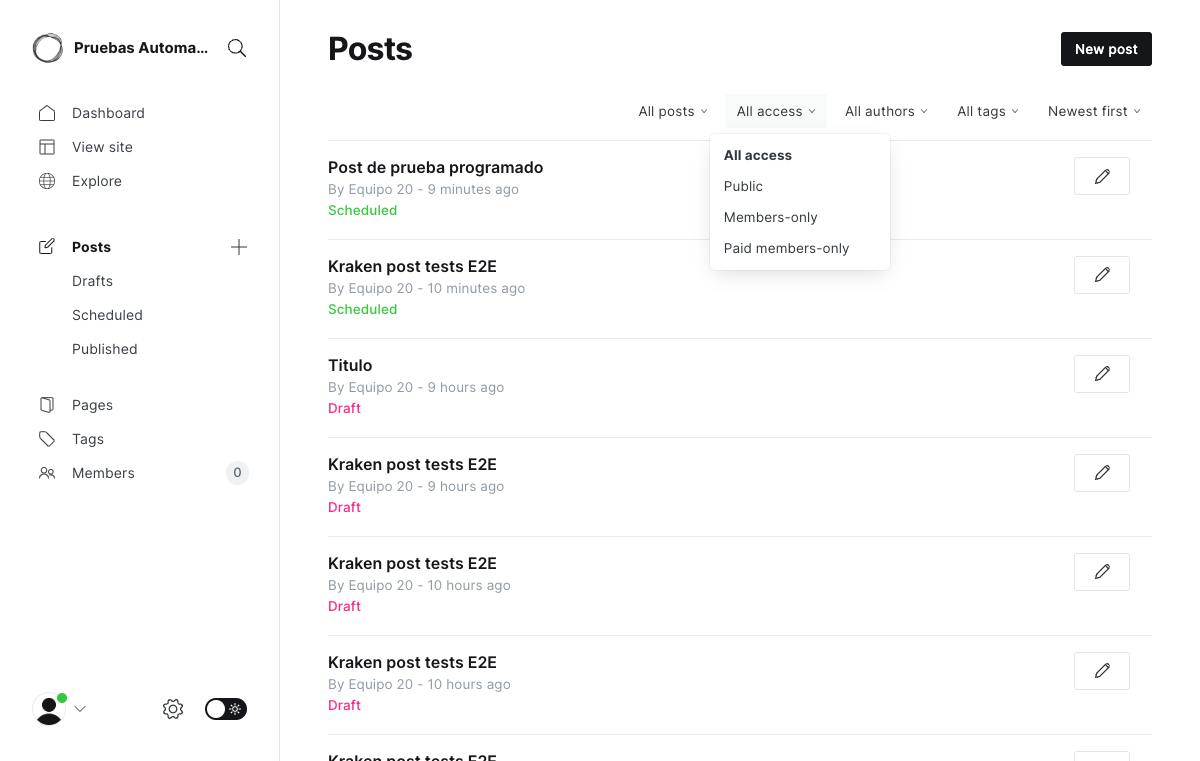 Pruebas Automa...
Dashboard
View site
Explore
Posts
Drafts
Scheduled
Published
Pages
Tags
Members
0
Posts
New post
All posts
All access
All authors
All tags
Newest first
All access
Public
Members-only
Paid members-only
Post de prueba programado
By Equipo 20 - 9 minutes ago
Scheduled
Kraken post tests E2E
By Equipo 20 - 10 minutes ago
Scheduled
Titulo
By Equipo 20 - 9 hours ago
Draft
Kraken post tests E2E
By Equipo 20 - 9 hours ago
Draft
Kraken post tests E2E
By Equipo 20 - 10 hours ago
Draft
Kraken post tests E2E
By Equipo 20 - 10 hours ago
Draft
Kraken post tests E2E